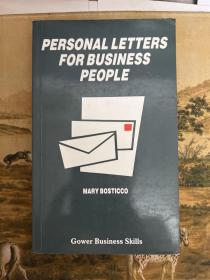 PERSONAL LETTERS
FOR BUSINESS
PEOPLE
MARY BOSTICCO
Gower Business Skills